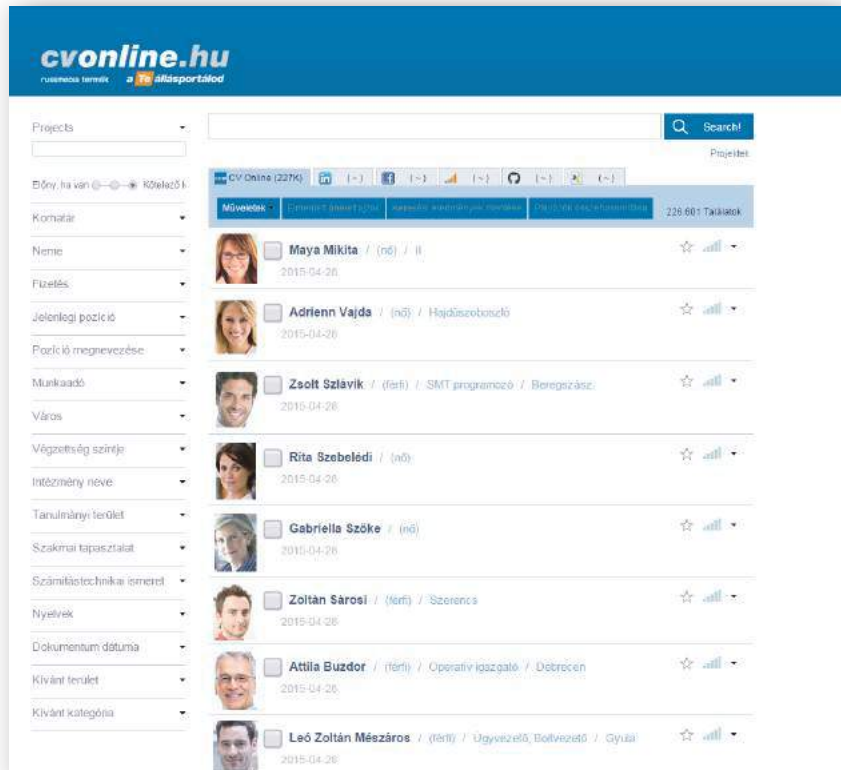 cvonline.hu
a Te állásportálod
Projects
Search!
Projektek
Előny, ha van
Kötelező
CV Online (227K)
( ~ )
( ~ )
( ~ )
( ~ )
( ~ )
Műveletek
226.601 Találatok
Korhatár
Neme
Fizetés
Jelenlegi pozíció
Pozíció megnevezése
Munkaadó
Város
Végzettség szintje
Intézmény neve
Tanulmányi terület
Szakmai tapasztalat
Számítástechnikai ismeret
Nyelvek
Dokumentum dátuma
Kívánt terület
Kívánt kategória
Maya Mikita / (nő) / II
2015-04-26
Adrienn Vajda / (nő) / Hajdúszoboszló
2015-04-26
Zsolt Szlávik / (férfi) / SMT programozó / Beregszász
2015-04-26
Rita Szebelédi / (nő)
2015-04-26
Gabriella Szőke / (nő)
2015-04-26
Zoltán Sárosi / (férfi) / Szerencs
2015-04-26
Attila Buzdor / (férfi) / Operatív igazgató / Debrecen
2015-04-26
Leó Zoltán Mészáros / (férfi) / Ügyvezető, Boltvezető / Gyula
2015-04-26